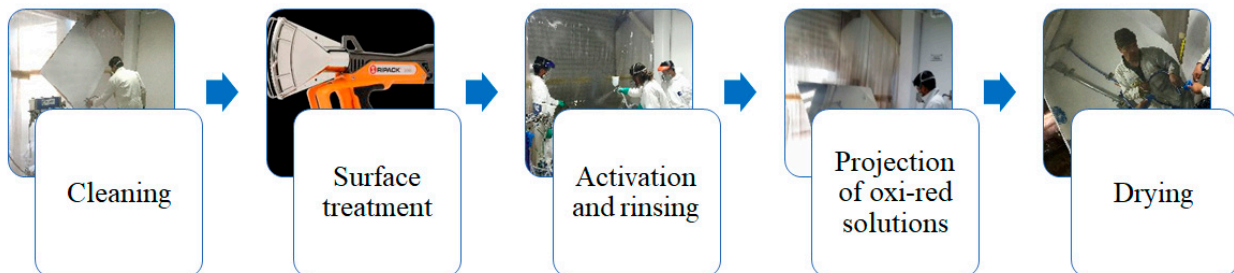 RIPACK
Cleaning
Surface
treatment
Activation
and rinsing
Projection
of oxi-red
solutions
Drying